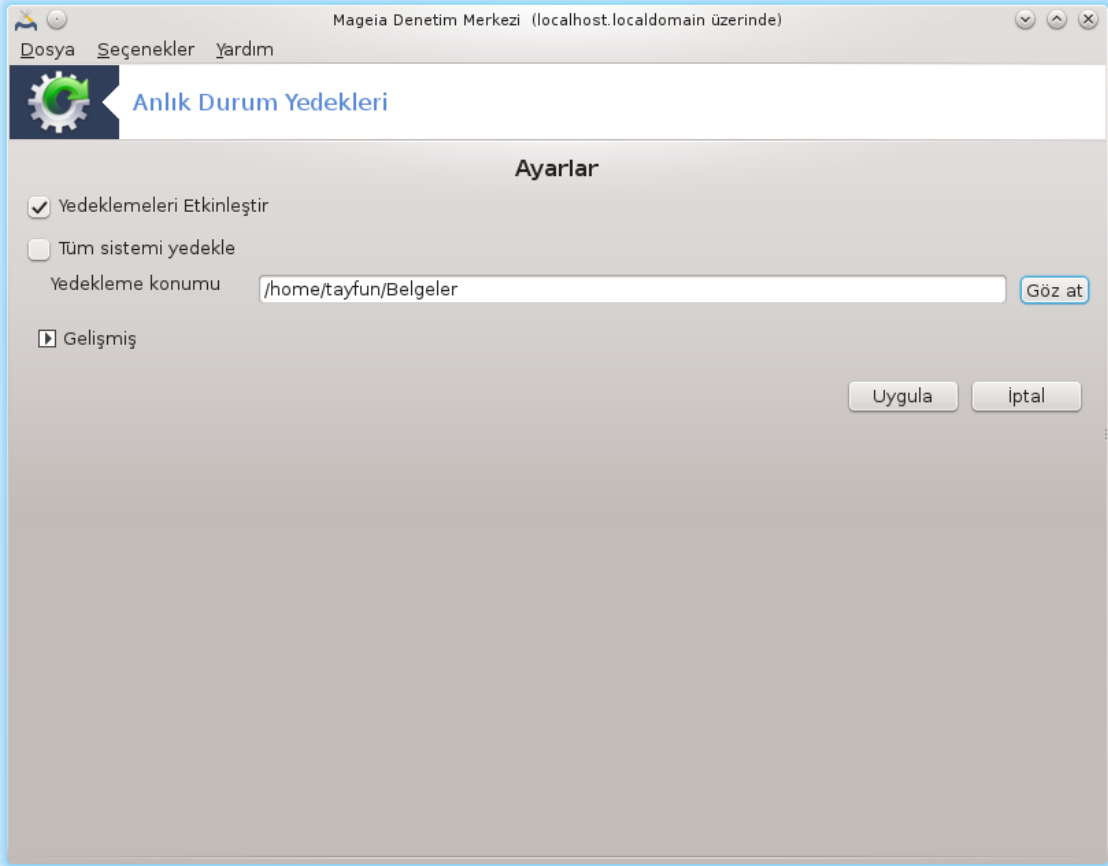 Mageia Denetim Merkezi (localhost.localdomain üzerinde)
Dosya Seçenekler Yardım
Anlık Durum Yedekleri
Ayarlar
Yedeklemeleri Etkinleştir
Tüm sistemi yedekle
Yedekleme konumu /home/tayfun/Belgeler Göz at
Gelişmiş
Uygula İptal